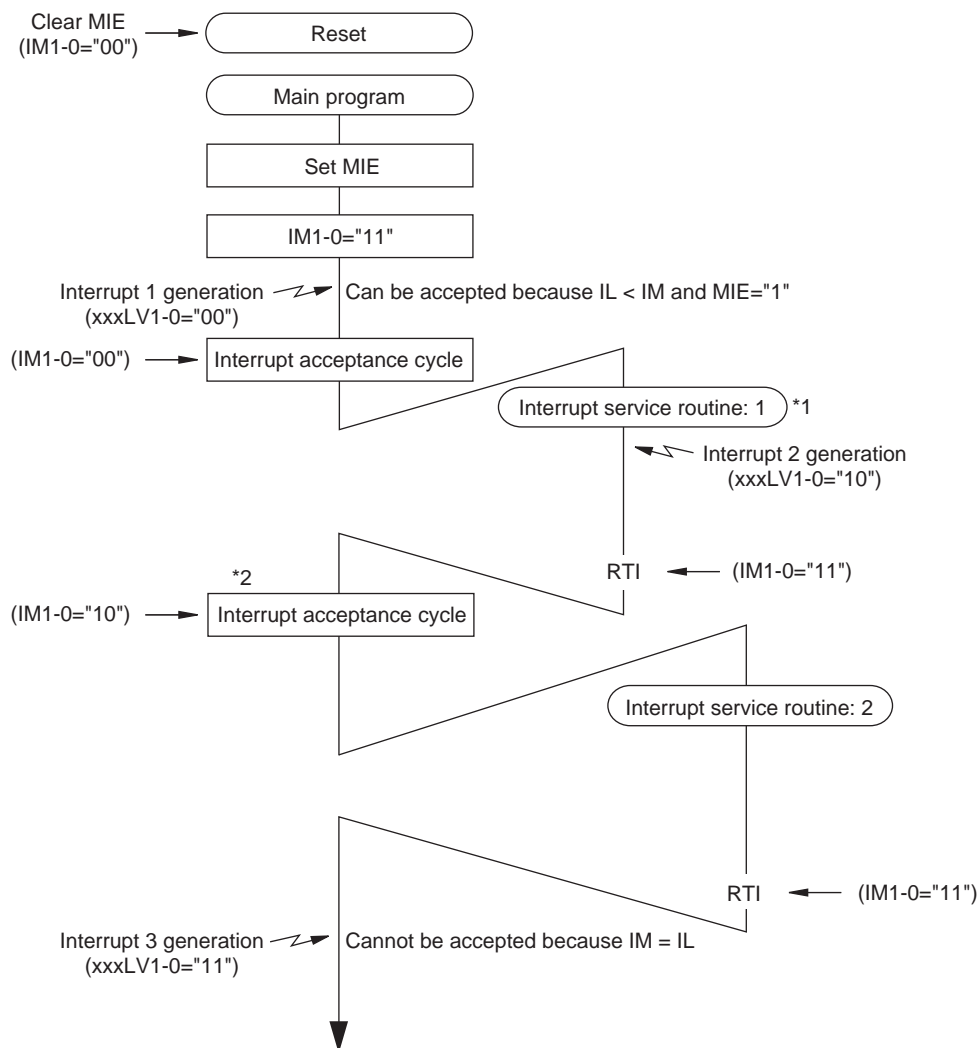 Clear MIE
(IM1-0="00")
Reset
Main program
Set MIE
IM1-0="11"
Interrupt 1 generation
(xxxLV1-0="00")
Can be accepted because IL < IM and MIE="1"
(IM1-0="00")
Interrupt acceptance cycle
Interrupt service routine: 1
*1
Interrupt 2 generation
(xxxLV1-0="10")
RTI
(IM1-0="11")
*2
(IM1-0="10")
Interrupt acceptance cycle
Interrupt service routine: 2
RTI
(IM1-0="11")
Interrupt 3 generation
(xxxLV1-0="11")
Cannot be accepted because IM = IL